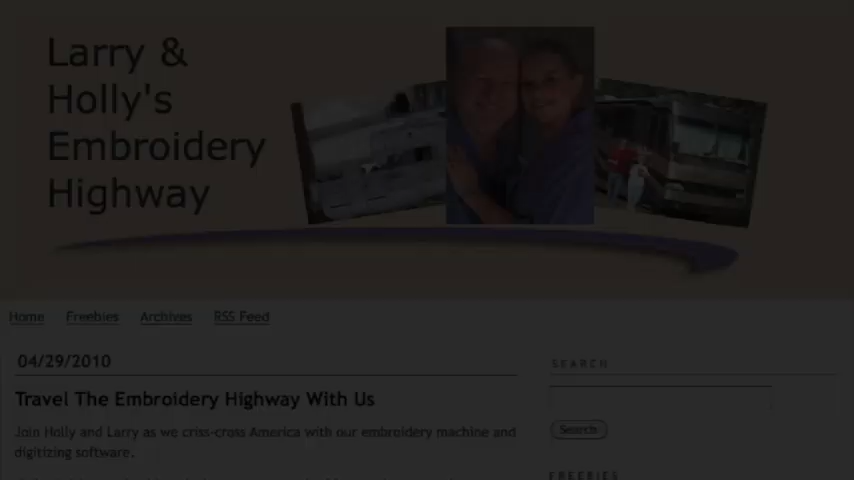 Larry &
Holly's
Embroidery
Highway
Home Freebies Archives RSS Feed
04/29/2010
Travel The Embroidery Highway With Us
Join Holly and Larry as we criss-cross America with our embroidery machine and
digitizing software.
SEARCH
Search
FREEBIES